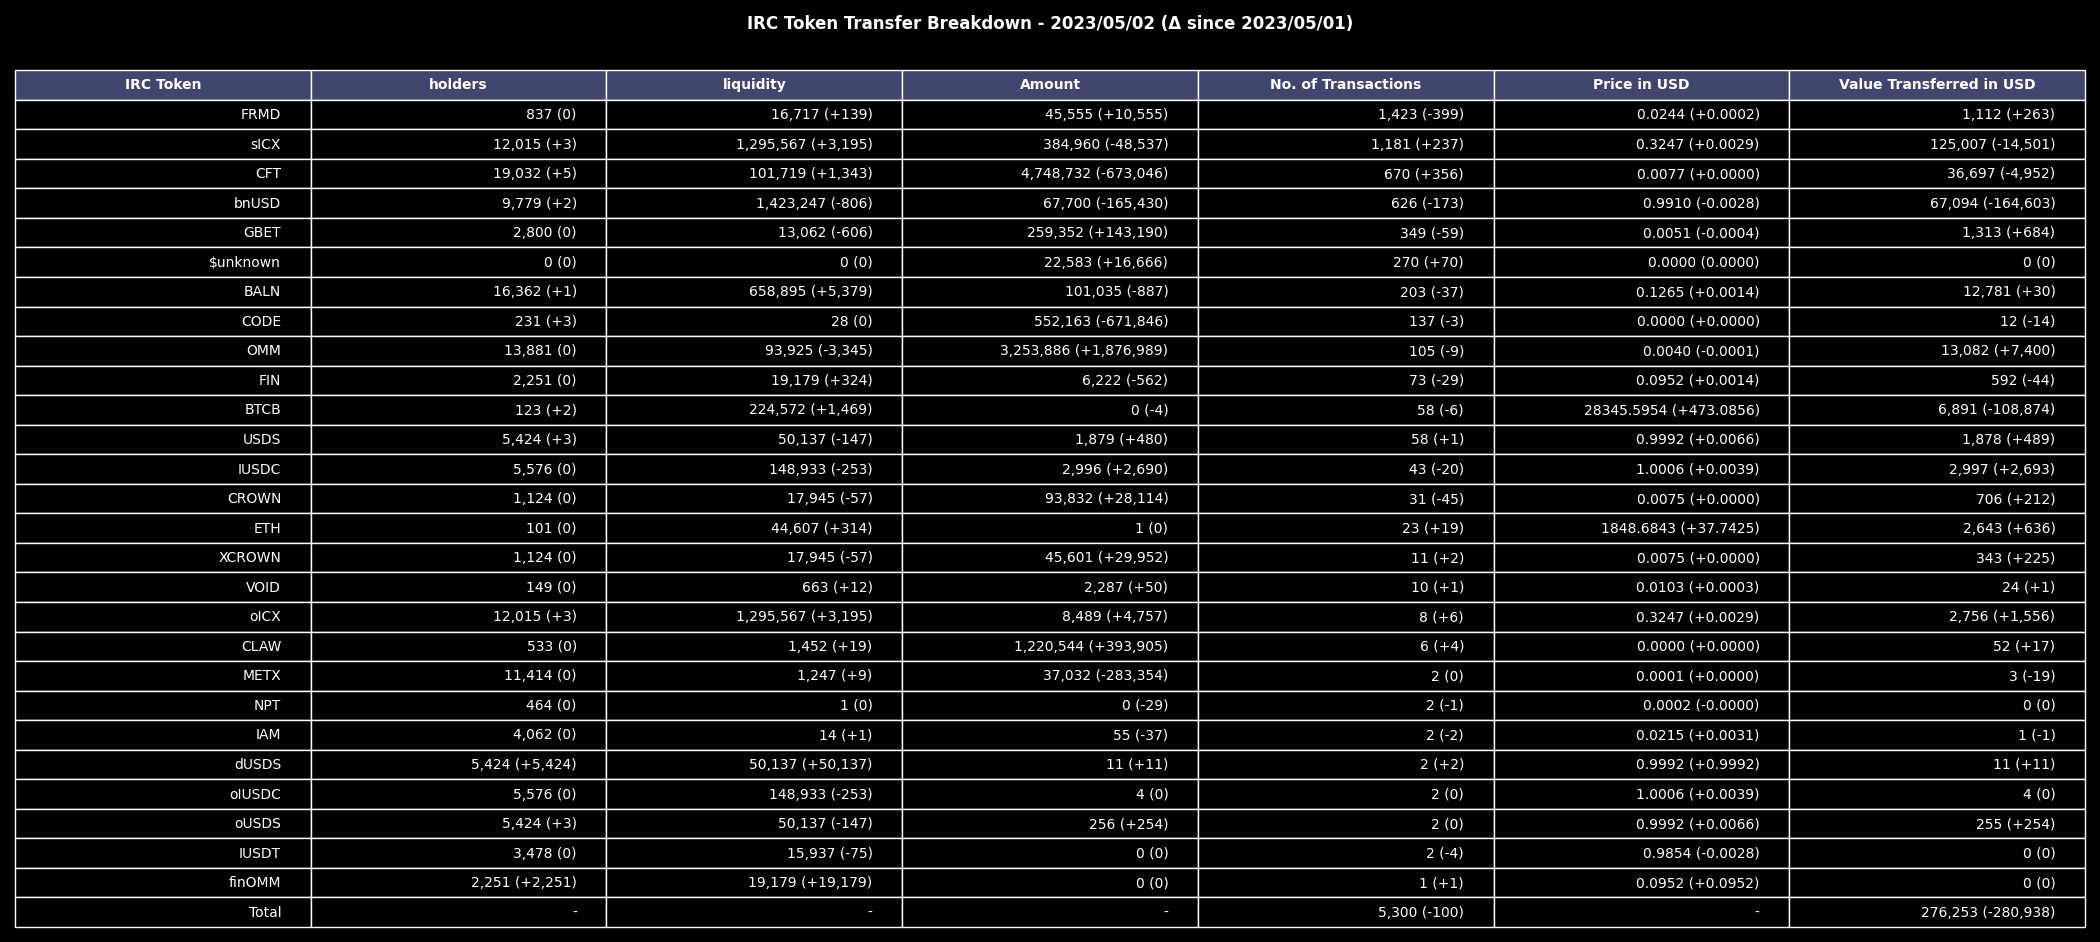 IRC Token Transfer Breakdown - 2023/05/02 (Δ since 2023/05/01)
IRC Token holders liquidity Amount No. of Transactions Price in USD Value Transferred in USD
FRMD 837 (0) 16,717 (+139) 45,555 (+10,555) 1,423 (-399) 0.0244 (+0.0002) 1,112 (+263)
sICX 12,015 (+3) 1,295,567 (+3,195) 384,960 (-48,537) 1,181 (+237) 0.3247 (+0.0029) 125,007 (-14,501)
CFT 19,032 (+5) 101,719 (+1,343) 4,748,732 (-673,046) 670 (+356) 0.0077 (+0.0000) 36,697 (-4,952)
bnUSD 9,779 (+2) 1,423,247 (-806) 67,700 (-165,430) 626 (-173) 0.9910 (-0.0028) 67,094 (-164,603)
GBET 2,800 (0) 13,062 (-606) 259,352 (+143,190) 349 (-59) 0.0051 (-0.0004) 1,313 (+684)
$unknown 0 (0) 0 (0) 22,583 (+16,666) 270 (+70) 0.0000 (0.0000) 0 (0)
BALN 16,362 (+1) 658,895 (+5,379) 101,035 (-887) 203 (-37) 0.1265 (+0.0014) 12,781 (+30)
CODE 231 (+3) 28 (0) 552,163 (-671,846) 137 (-3) 0.0000 (+0.0000) 12 (-14)
OMM 13,881 (0) 93,925 (-3,345) 3,253,886 (+1,876,989) 105 (-9) 0.0040 (-0.0001) 13,082 (+7,400)
FIN 2,251 (0) 19,179 (+324) 6,222 (-562) 73 (-29) 0.0952 (+0.0014) 592 (-44)
BTCB 123 (+2) 224,572 (+1,469) 0 (-4) 58 (-6) 28345.5954 (+473.0856) 6,891 (-108,874)
USDS 5,424 (+3) 50,137 (-147) 1,879 (+480) 58 (+1) 0.9992 (+0.0066) 1,878 (+489)
IUSDC 5,576 (0) 148,933 (-253) 2,996 (+2,690) 43 (-20) 1.0006 (+0.0039) 2,997 (+2,693)
CROWN 1,124 (0) 17,945 (-57) 93,832 (+28,114) 31 (-45) 0.0075 (+0.0000) 706 (+212)
ETH 101 (0) 44,607 (+314) 1 (0) 23 (+19) 1848.6843 (+37.7425) 2,643 (+636)
XCROWN 1,124 (0) 17,945 (-57) 45,601 (+29,952) 11 (+2) 0.0075 (+0.0000) 343 (+225)
VOID 149 (0) 663 (+12) 2,287 (+50) 10 (+1) 0.0103 (+0.0003) 24 (+1)
oICX 12,015 (+3) 1,295,567 (+3,195) 8,489 (+4,757) 8 (+6) 0.3247 (+0.0029) 2,756 (+1,556)
CLAW 533 (0) 1,452 (+19) 1,220,544 (+393,905) 6 (+4) 0.0000 (+0.0000) 52 (+17)
METX 11,414 (0) 1,247 (+9) 37,032 (-283,354) 2 (0) 0.0001 (+0.0000) 3 (-19)
NPT 464 (0) 1 (0) 0 (-29) 2 (-1) 0.0002 (-0.0000) 0 (0)
IAM 4,062 (0) 14 (+1) 55 (-37) 2 (-2) 0.0215 (+0.0031) 1 (-1)
dUSDS 5,424 (+5,424) 50,137 (+50,137) 11 (+11) 2 (+2) 0.9992 (+0.9992) 11 (+11)
oIUSDC 5,576 (0) 148,933 (-253) 4 (0) 2 (0) 1.0006 (+0.0039) 4 (0)
oUSDS 5,424 (+3) 50,137 (-147) 256 (+254) 2 (0) 0.9992 (+0.0066) 255 (+254)
IUSDT 3,478 (0) 15,937 (-75) 0 (0) 2 (-4) 0.9854 (-0.0028) 0 (0)
finOMM 2,251 (+2,251) 19,179 (+19,179) 0 (0) 1 (+1) 0.0952 (+0.0952) 0 (0)
Total - - - 5,300 (-100) - 276,253 (-280,938)